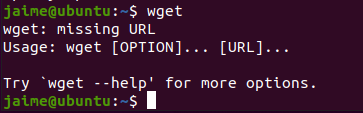 jaime@ubuntu:~$ wget
wget: missing URL
Usage: wget [OPTION]... [URL]...
Try `wget --help' for more options.
jaime@ubuntu:~$